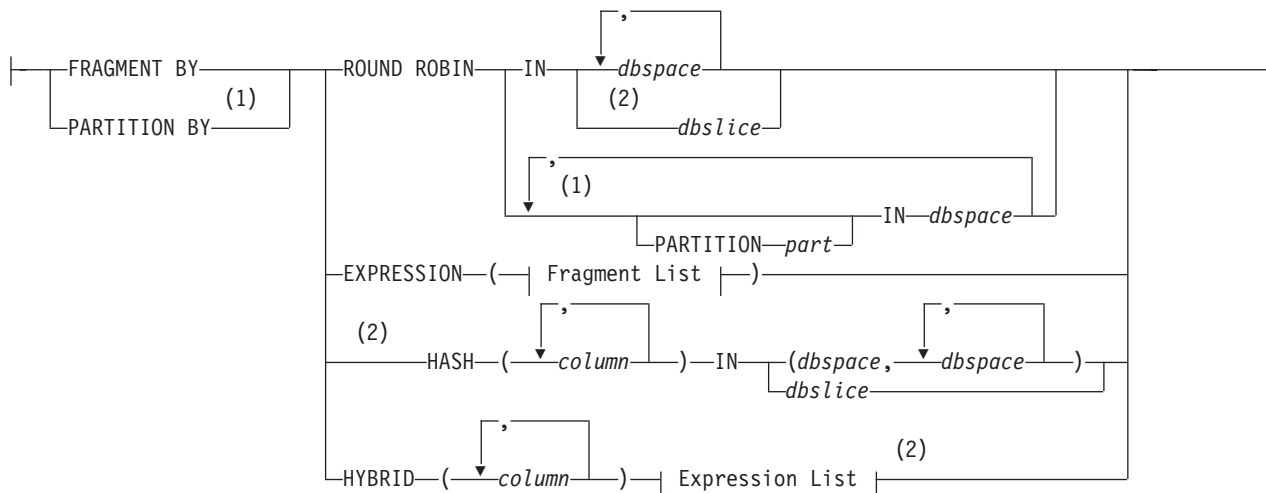 ,
FRAGMENT BY ROUND ROBIN IN dbspace
(1) (2)
PARTITION BY dbslice
,
(1)
IN dbspace
PARTITION part
EXPRESSION ( Fragment List )
(2) , ,
HASH ( column ) IN (dbspace, dbspace )
dbslice
,
(2)
HYBRID ( column ) Expression List